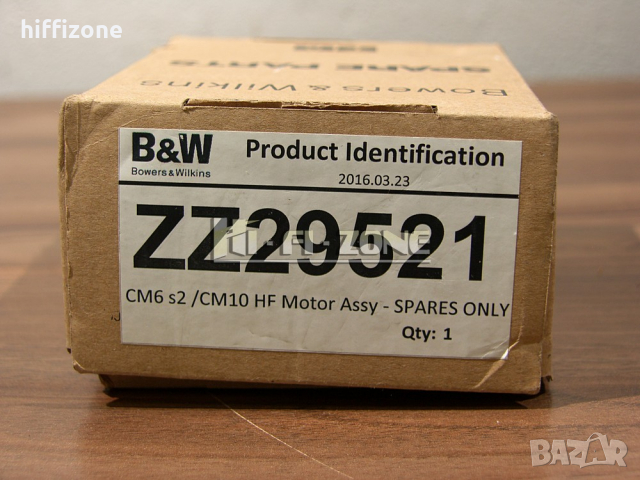 hiffizone
B&W
SPARE PARTS
Bowers & Wilkins
B&W
Bowers & Wilkins
Product Identification
2016.03.23
ZZ29521
HI-FI-ZONE
CM6 s2 /CM10 HF Motor Assy - SPARES ONLY
Qty: 1
BAZAR